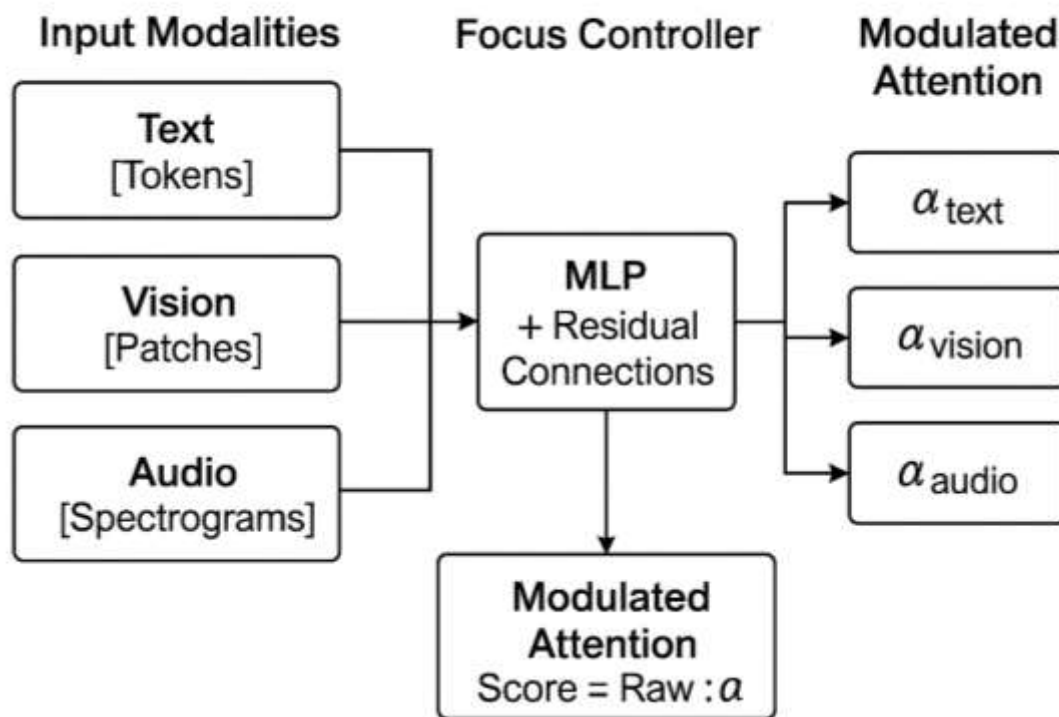 Input Modalities
Focus Controller
Modulated
Attention
Text
[Tokens]
Vision
[Patches]
Audio
[Spectrograms]
MLP
+ Residual
Connections
α text
α vision
α audio
Modulated
Attention
Score = Raw : α